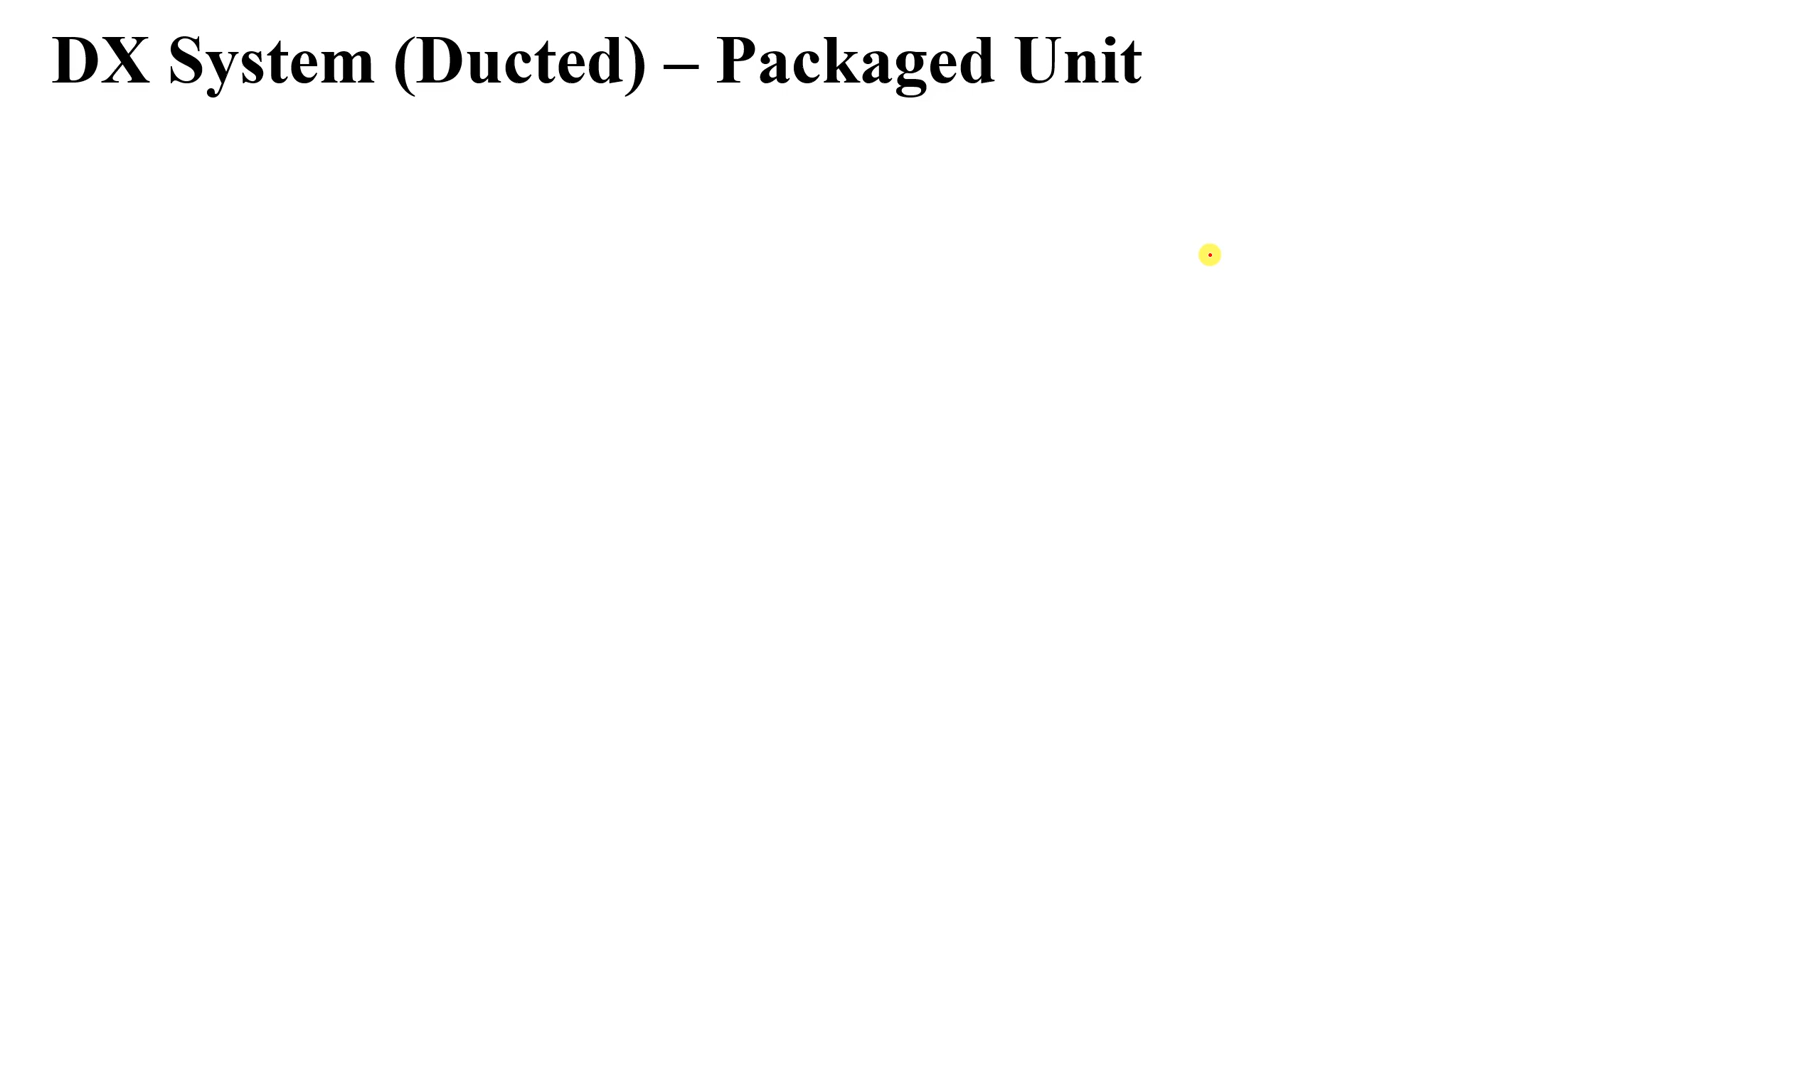 DX System (Ducted) – Packaged Unit